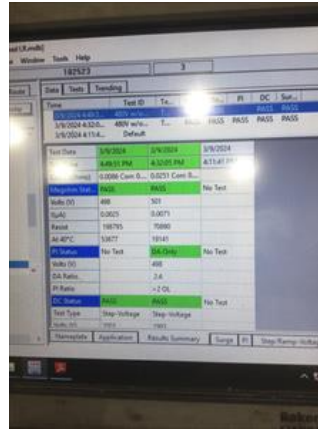 Window Tools Help
182523 3
Data Tests Trending
Time Test ID PI DC Sur...
480V w/o... PASS PASS
3/9/2024 4:32:0... 480V w/o... T... PASS PASS PASS PASS
3/9/2024 4:11:4... Default
Test Date 3/9/2024 3/9/2024 3/9/2024
4:49:51 PM 4:32:05 PM 4:11:41 PM
0.0086 Com 0... 0.0251 Com 0...
Megohm Stat... PASS PASS No Test
Volts (V) 498 501
I(µA) 0.0025 0.0071
Resist 198795 70880
At 40°C 19141
PI Status No Test DA-Only No Test
Volts (V) 498
DA Ratio.
PI Ratio
DC Status PASS PASS No Test
Test Type Step-Voltage Step-Voltage
Nameplate Application Results Summary Surge PI Step/Ramp-Voltage
Baker